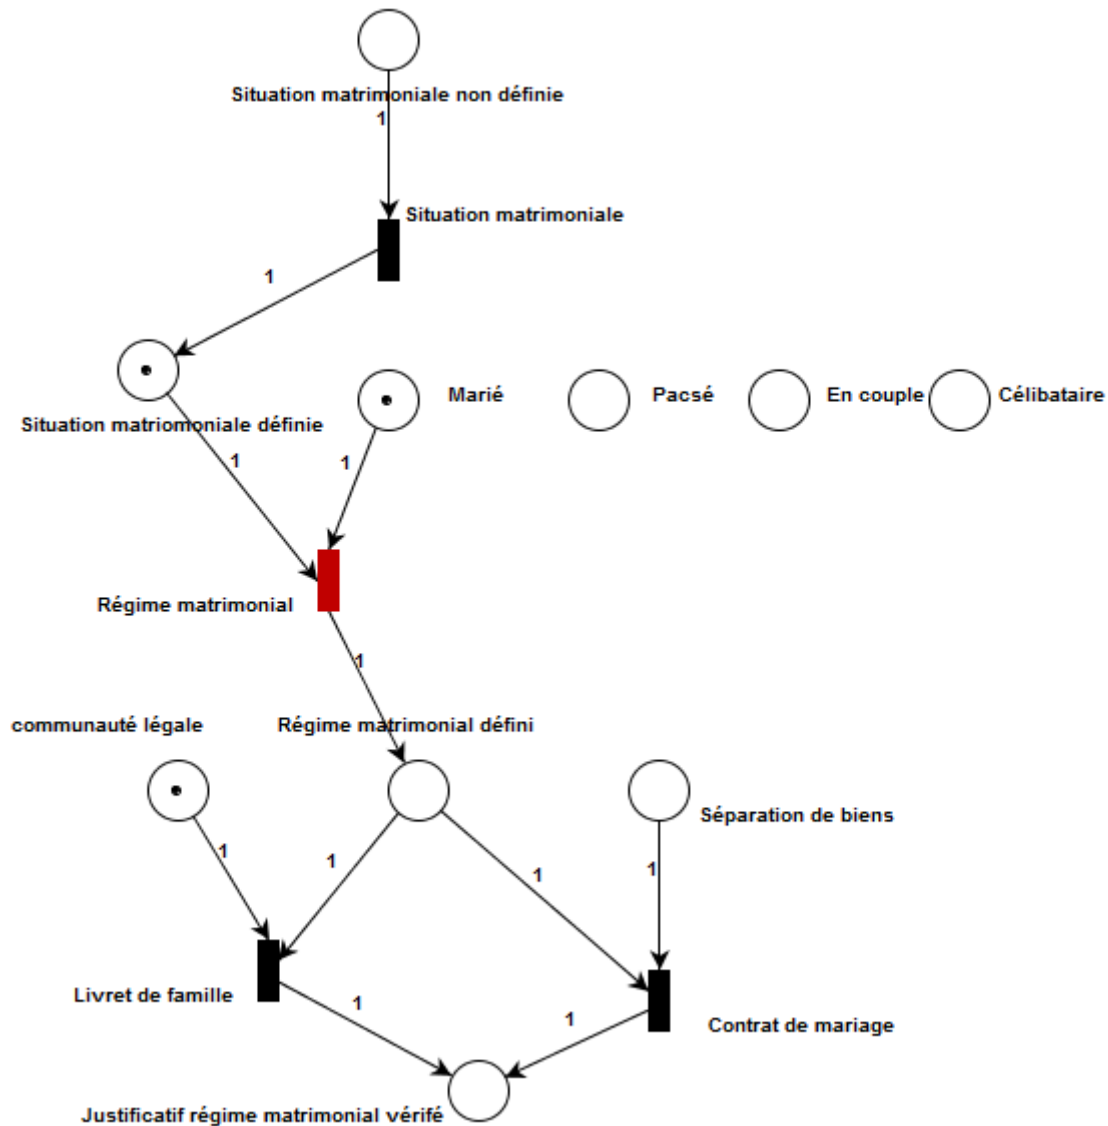 Situation matrimoniale non définie
1
Situation matrimoniale
1
Marié
Pacsé
En couple
Célibataire
Situation matriomoniale définie
1
1
Régime matrimonial
1
communauté légale
Régime matrimonial défini
Séparation de biens
1
1
1
1
Livret de famille
1
1
Contrat de mariage
Justificatif régime matrimonial vérifé